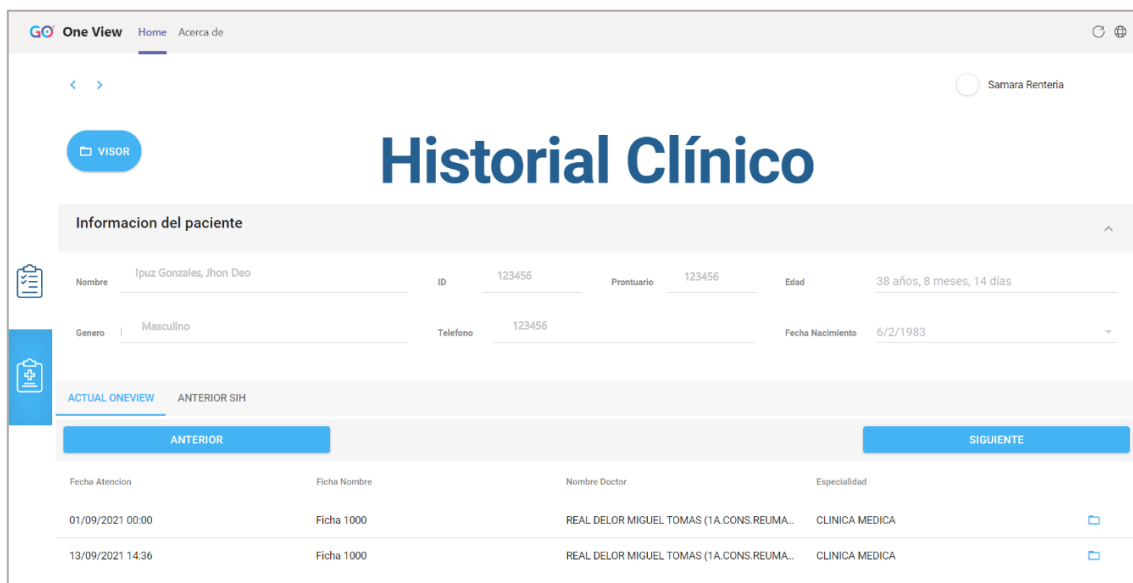 GO One View Home Acerca de
Samara Renteria
VISOR
Historial Clínico
Informacion del paciente
Nombre Ipuz Gonzales, Jhon Deo ID 123456 Prontuario 123456 Edad 38 años, 8 meses, 14 días
Genero Masculino Telefono 123456 Fecha Nacimiento 6/2/1983
ACTUAL ONEVIEW ANTERIOR SIH
ANTERIOR SIGUIENTE
Fecha Atencion Ficha Nombre Nombre Doctor Especialidad
01/09/2021 00:00 Ficha 1000 REAL DELOR MIGUEL TOMAS (1A.CONS.REUMA... CLINICA MEDICA
13/09/2021 14:36 Ficha 1000 REAL DELOR MIGUEL TOMAS (1A.CONS.REUMA... CLINICA MEDICA